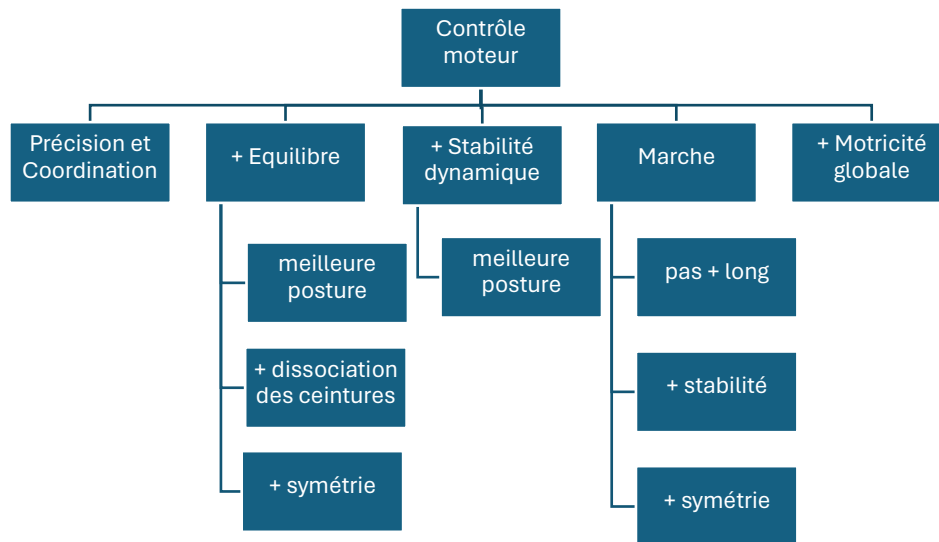 Contrôle
moteur
Précision et
Coordination
+ Equilibre
+ Stabilité
dynamique
Marche
+ Motricité
globale
meilleure
posture
+ dissociation
des ceintures
+ symétrie
meilleure
posture
pas + long
+ stabilité
+ symétrie